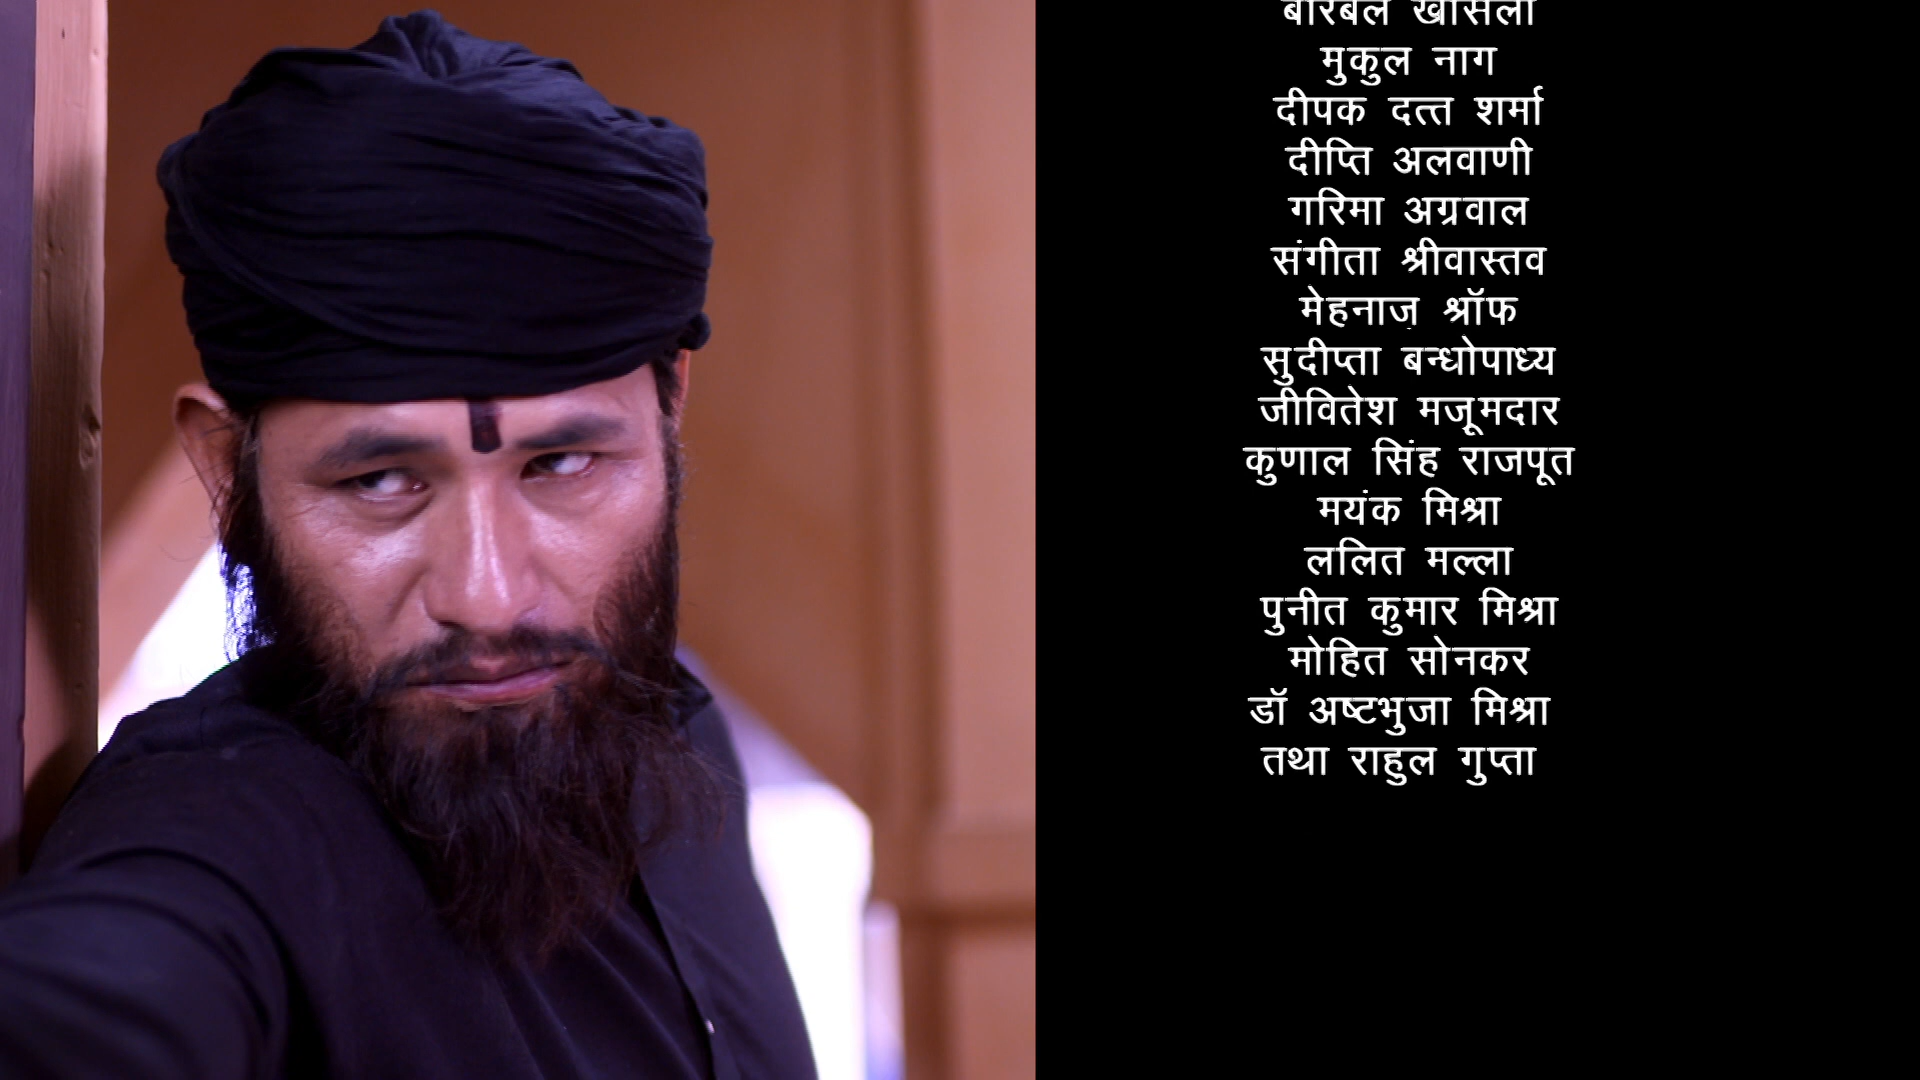 मुकुल नाग
दीपक दत्त शर्मा
दीप्ति अलवाणी
गरिमा अग्रवाल
संगीता श्रीवास्तव
मेहनाज़ श्रॉफ
सुदीप्ता बन्धोपाध्य
जीवितेश मजूमदार
कुणाल सिंह राजपूत
मयंक मिश्रा
ललित मल्ला
पुनीत कुमार मिश्रा
मोहित सोनकर
डॉ अष्टभुजा मिश्रा
तथा राहुल गुप्ता